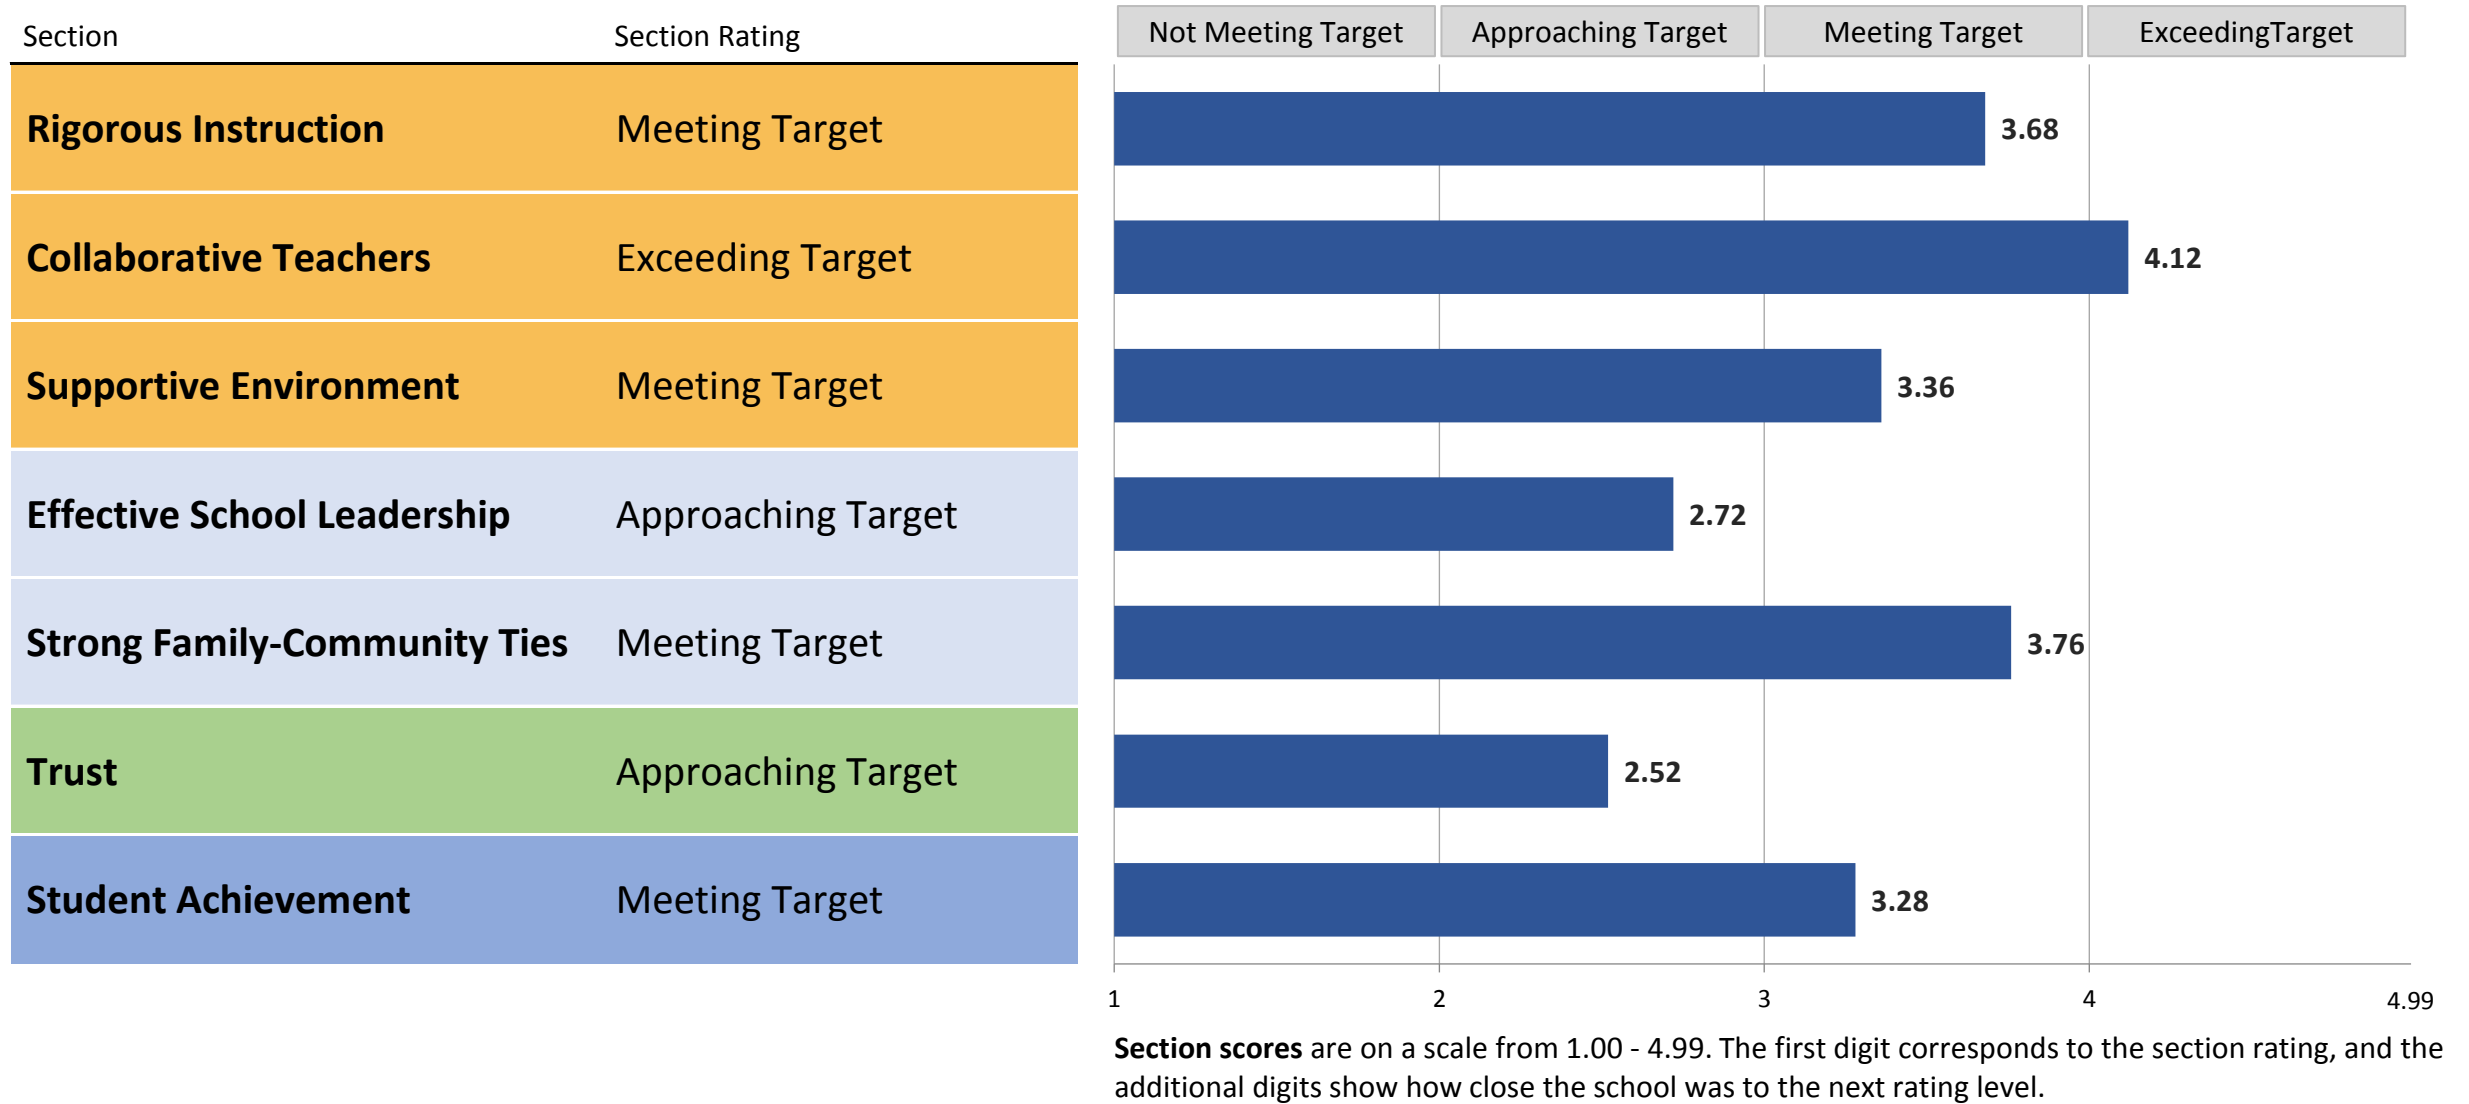 Section Section Rating Not Meeting Target Approaching Target Meeting Target ExceedingTarget
Rigorous Instruction Meeting Target 3.68
Collaborative Teachers Exceeding Target 4.12
Supportive Environment Meeting Target 3.36
Effective School Leadership Approaching Target 2.72
Strong Family-Community Ties Meeting Target 3.76
Trust Approaching Target 2.52
Student Achievement Meeting Target 3.28
1 2 3 4 4.99
Section scores are on a scale from 1.00 - 4.99. The first digit corresponds to the section rating, and the
additional digits show how close the school was to the next rating level.